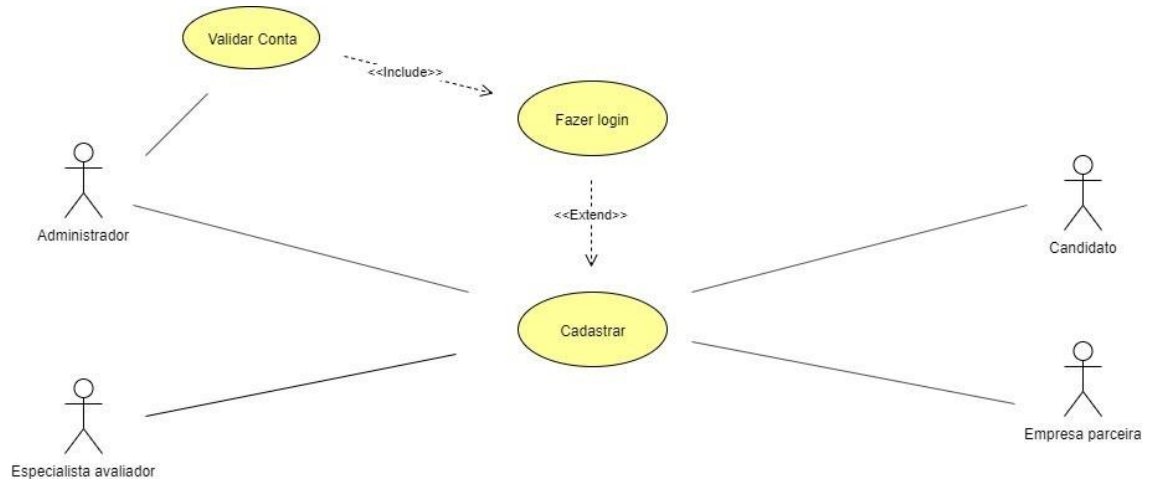 Validar Conta
<<Include>>
Fazer login
<<Extend>>
Administrador
Candidato
Cadastrar
Empresa parceira
Especialista avaliador